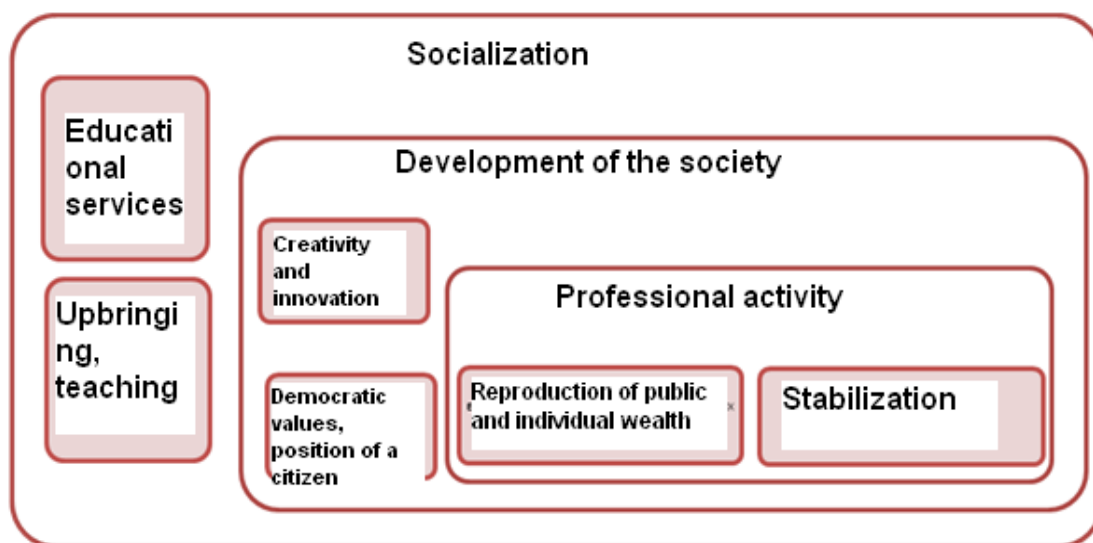 Socialization
Educati
onal
services
Upbringi
ng,
teaching
Development of the society
Creativity
and
innovation
Democratic
values,
position of a
citizen
Professional activity
Reproduction of public
and individual wealth
Stabilization